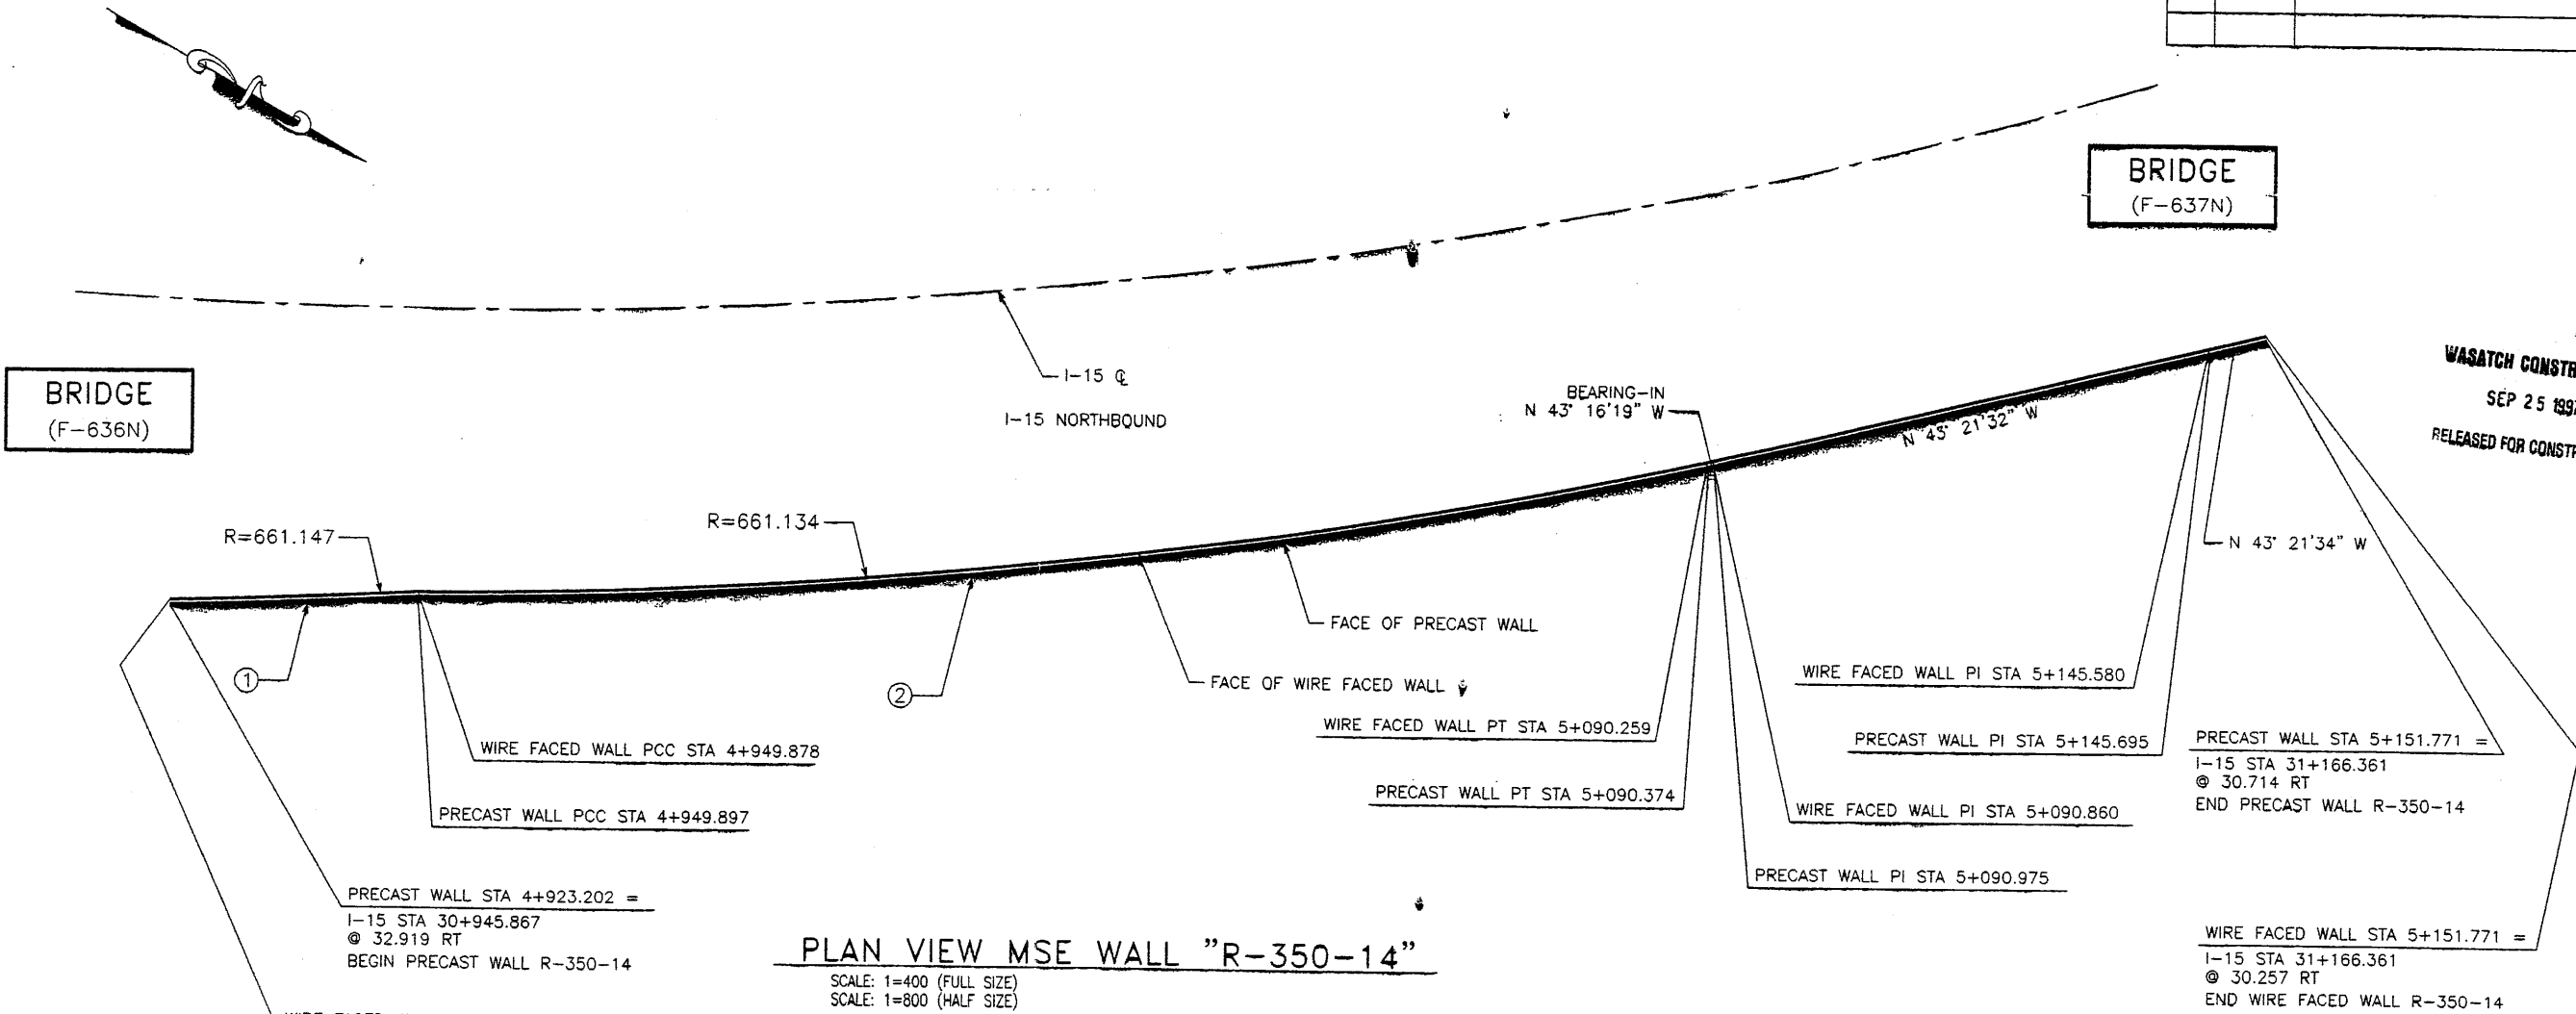 BRIDGE
(F-637N)
WASATCH CONSTR
SEP 25 199
RELEASED FOR CONST
I-15 ℄
I-15 NORTHBOUND
BRIDGE
(F-636N)
BEARING-IN
N 43° 16'19" W
N 43° 21'32" W
N 43° 21'34" W
R=661.147
R=661.134
FACE OF PRECAST WALL
FACE OF WIRE FACED WALL
1
2
WIRE FACED WALL PCC STA 4+949.878
PRECAST WALL PCC STA 4+949.897
WIRE FACED WALL PT STA 5+090.259
PRECAST WALL PT STA 5+090.374
WIRE FACED WALL PI STA 5+145.580
PRECAST WALL PI STA 5+145.695
WIRE FACED WALL PI STA 5+090.860
PRECAST WALL PI STA 5+090.975
PRECAST WALL STA 5+151.771 =
I-15 STA 31+166.361
@ 30.714 RT
END PRECAST WALL R-350-14
PRECAST WALL STA 4+923.202 =
I-15 STA 30+945.867
@ 32.919 RT
BEGIN PRECAST WALL R-350-14
WIRE FACED WALL STA 5+151.771 =
I-15 STA 31+166.361
@ 30.257 RT
END WIRE FACED WALL R-350-14
PLAN VIEW MSE WALL "R-350-14"
SCALE: 1=400 (FULL SIZE)
SCALE: 1=800 (HALF SIZE)